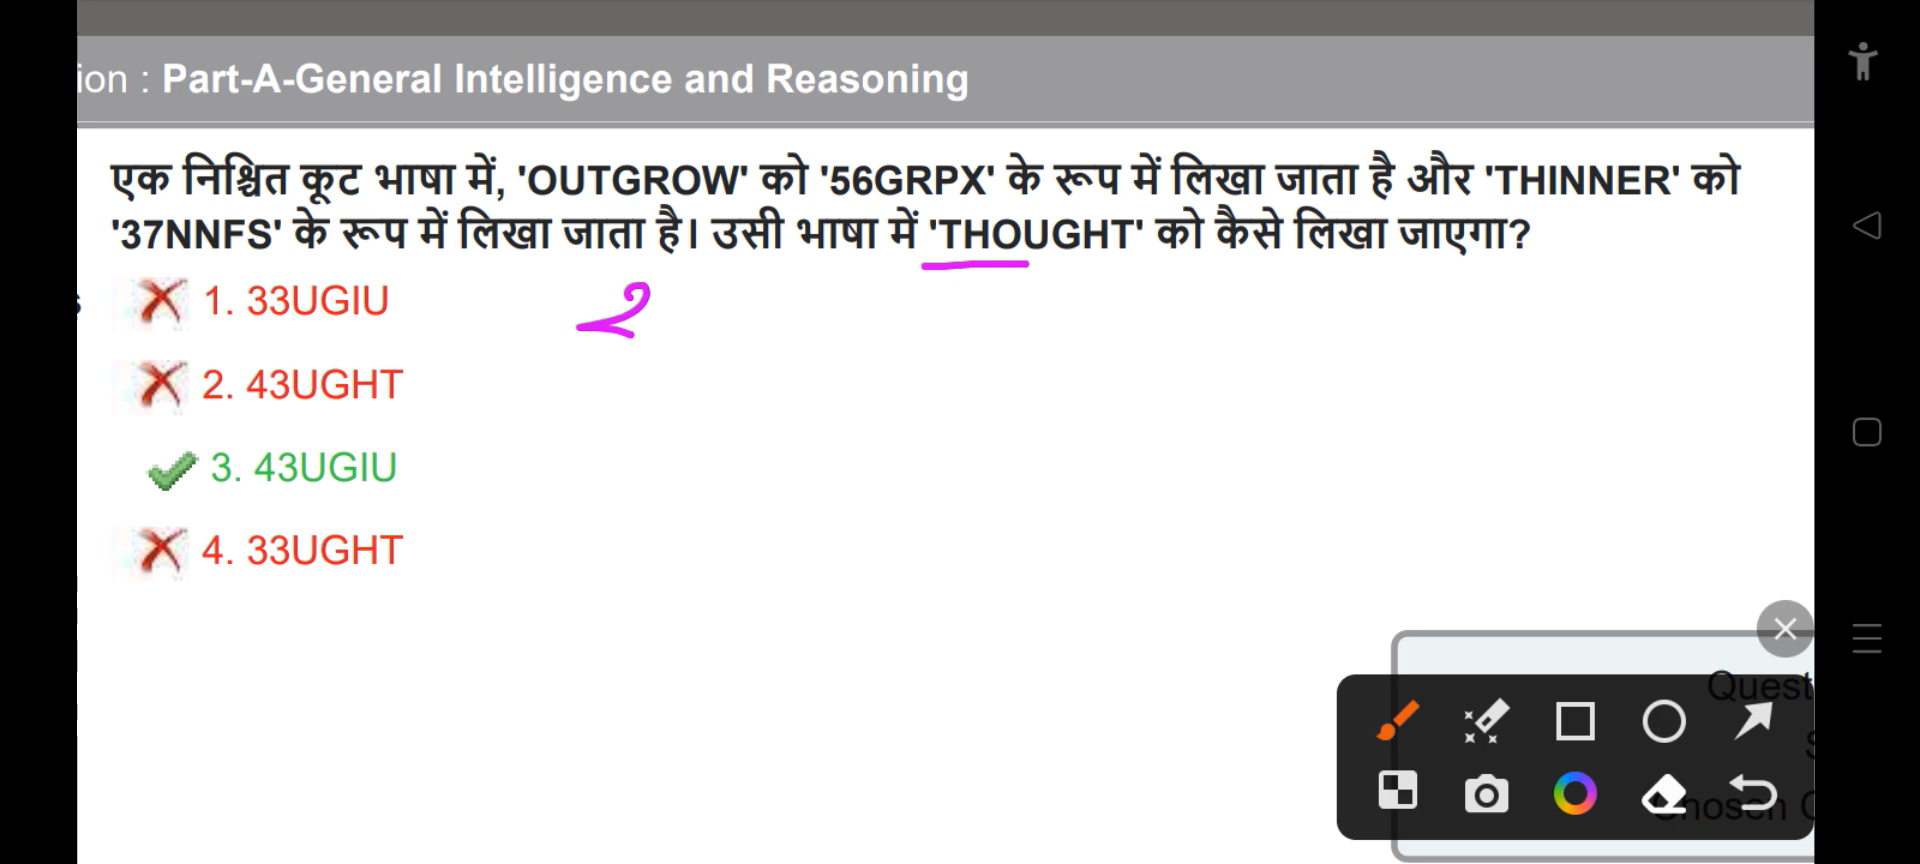 ion : Part-A-General Intelligence and Reasoning
एक निश्चित कूट भाषा में, 'OUTGROW' को '56GRPX' के रूप में लिखा जाता है और 'THINNER' को
'37NNFS' के रूप में लिखा जाता है। उसी भाषा में 'THOUGHT' को कैसे लिखा जाएगा?
s
1. 33UGIU
2
2. 43UGHT
3. 43UGIU
4. 33UGHT
Quest
S
Chosen C